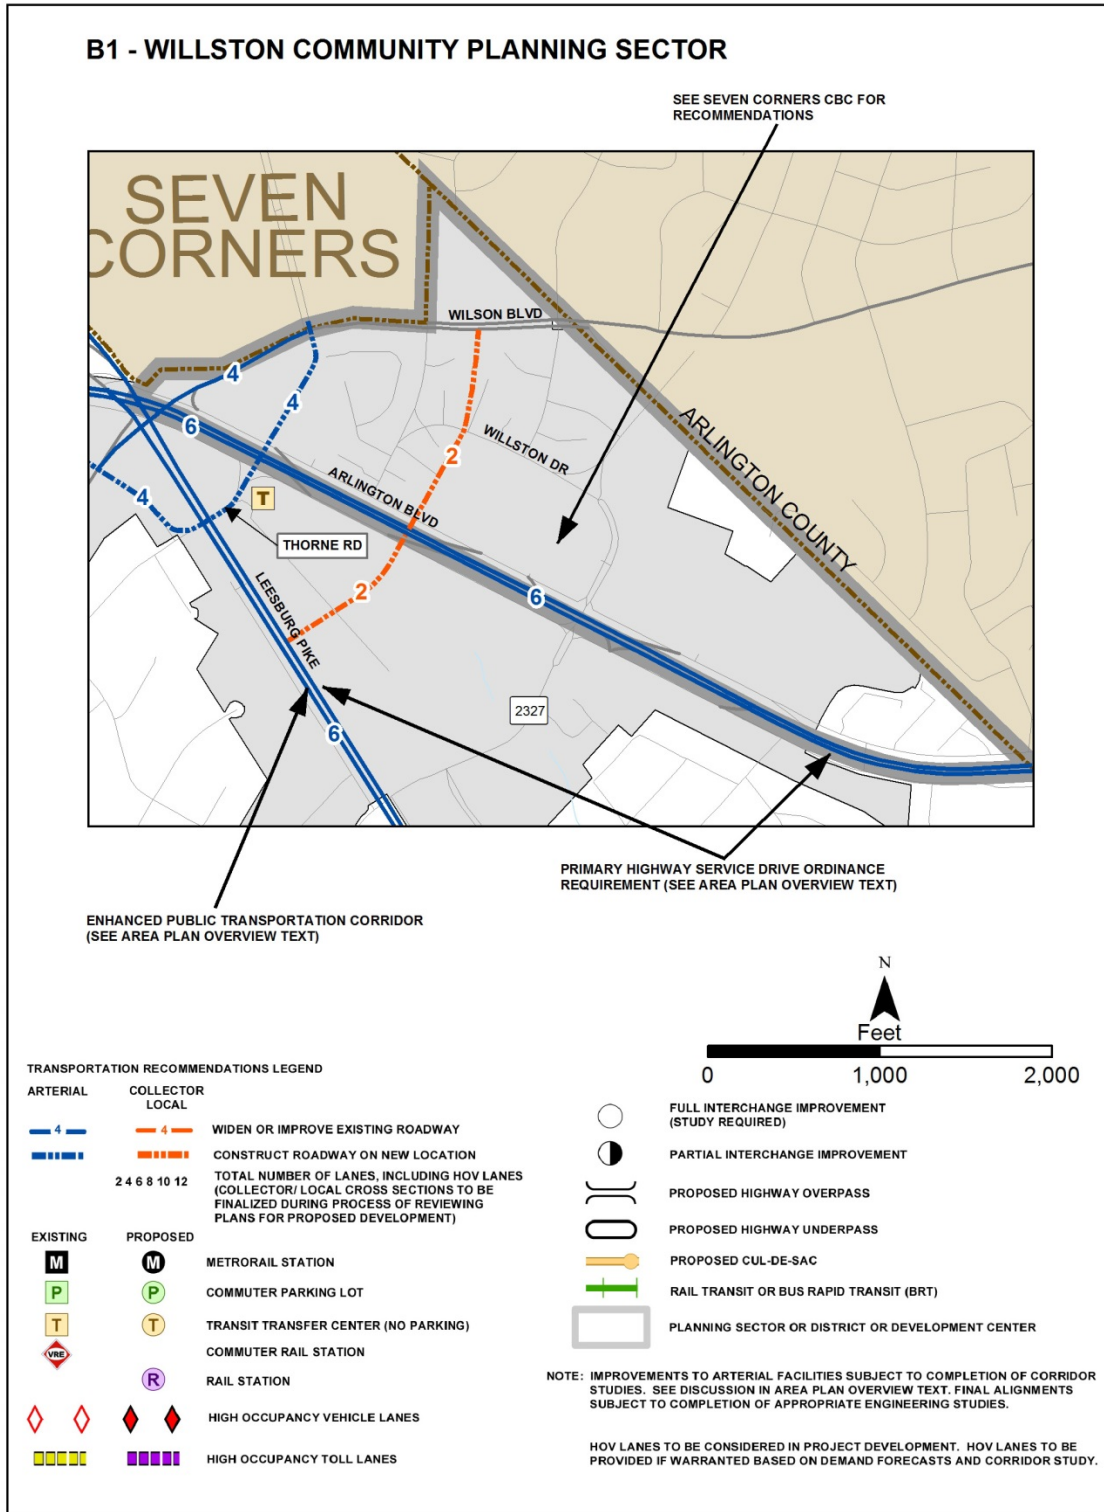 B1 - WILLSTON COMMUNITY PLANNING SECTOR
SEE SEVEN CORNERS CBC FOR
RECOMMENDATIONS
SEVEN
CORNERS
WILSON BLVD
4
4
6
WILLSTON DR
2
ARLINGTON BLVD
ARLINGTON COUNTY
4
T
THORNE RD
2
6
LEESBURG PIKE
2327
6
PRIMARY HIGHWAY SERVICE DRIVE ORDINANCE
REQUIREMENT (SEE AREA PLAN OVERVIEW TEXT)
ENHANCED PUBLIC TRANSPORTATION CORRIDOR
(SEE AREA PLAN OVERVIEW TEXT)
N
Feet
0 1,000 2,000
TRANSPORTATION RECOMMENDATIONS LEGEND
ARTERIAL COLLECTOR
LOCAL
4 4 WIDEN OR IMPROVE EXISTING ROADWAY
CONSTRUCT ROADWAY ON NEW LOCATION
2 4 6 8 10 12 TOTAL NUMBER OF LANES, INCLUDING HOV LANES
(COLLECTOR/ LOCAL CROSS SECTIONS TO BE
FINALIZED DURING PROCESS OF REVIEWING
PLANS FOR PROPOSED DEVELOPMENT)
EXISTING PROPOSED
M M METRORAIL STATION
P P COMMUTER PARKING LOT
T T TRANSIT TRANSFER CENTER (NO PARKING)
VRE COMMUTER RAIL STATION
R RAIL STATION
HIGH OCCUPANCY VEHICLE LANES
HIGH OCCUPANCY TOLL LANES
FULL INTERCHANGE IMPROVEMENT
(STUDY REQUIRED)
PARTIAL INTERCHANGE IMPROVEMENT
PROPOSED HIGHWAY OVERPASS
PROPOSED HIGHWAY UNDERPASS
PROPOSED CUL-DE-SAC
RAIL TRANSIT OR BUS RAPID TRANSIT (BRT)
PLANNING SECTOR OR DISTRICT OR DEVELOPMENT CENTER
NOTE: IMPROVEMENTS TO ARTERIAL FACILITIES SUBJECT TO COMPLETION OF CORRIDOR
STUDIES. SEE DISCUSSION IN AREA PLAN OVERVIEW TEXT. FINAL ALIGNMENTS
SUBJECT TO COMPLETION OF APPROPRIATE ENGINEERING STUDIES.
HOV LANES TO BE CONSIDERED IN PROJECT DEVELOPMENT. HOV LANES TO BE
PROVIDED IF WARRANTED BASED ON DEMAND FORECASTS AND CORRIDOR STUDY.